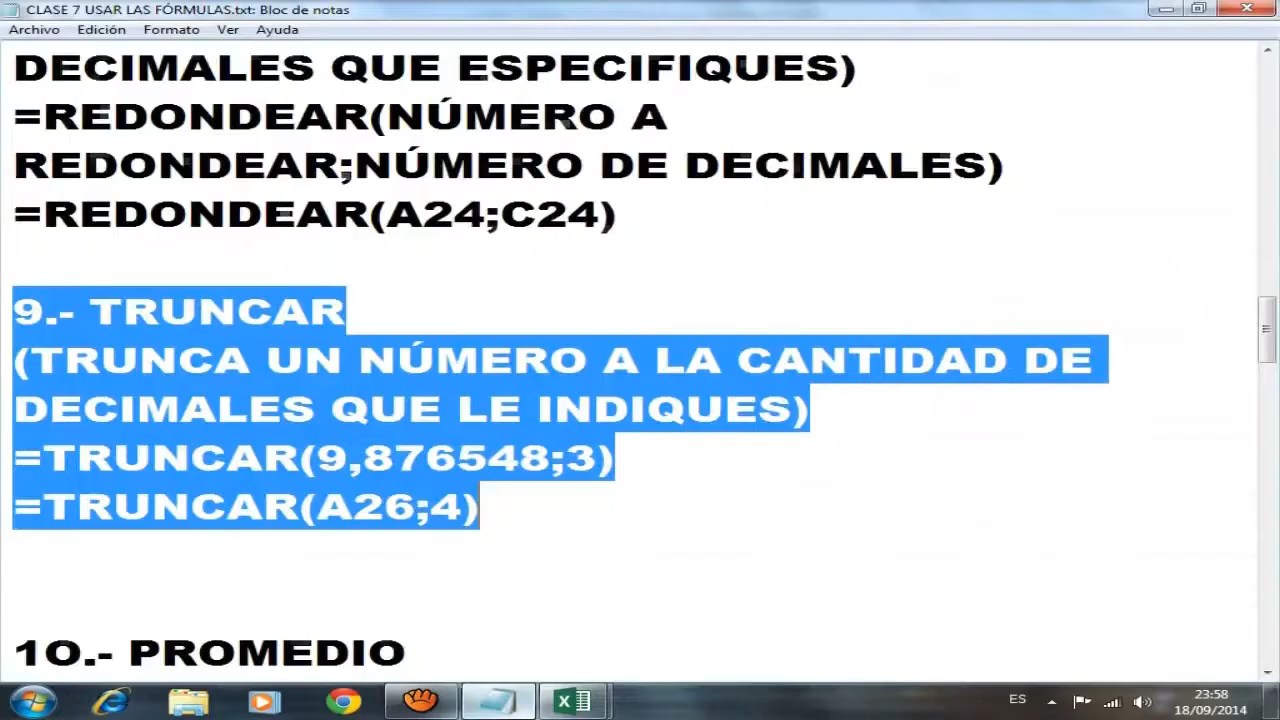 CLASE 7 USAR LAS FÓRMULAS.txt: Bloc de notas
Archivo Edición Formato Ver Ayuda
DECIMALES QUE ESPECIFIQUES)
=REDONDEAR(NÚMERO A
REDONDEAR;NÚMERO DE DECIMALES)
=REDONDEAR(A24;C24)
9.- TRUNCAR
(TRUNCA UN NÚMERO A LA CANTIDAD DE
DECIMALES QUE LE INDIQUES)
=TRUNCAR(9,876548;3)
=TRUNCAR(A26;4)
1O.- PROMEDIO
ES
23:58
18/09/2014